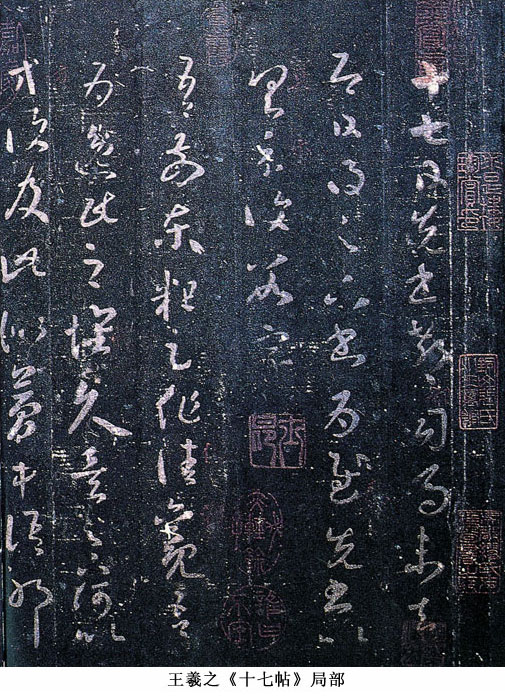 十七日先書郗司馬未去
即日得足下書為慰先書以
具示復數字
吾前東粗足作佳觀吾
為逸民之懷久矣足下何以
方復及此似夢中語耶
王羲之《十七帖》局部